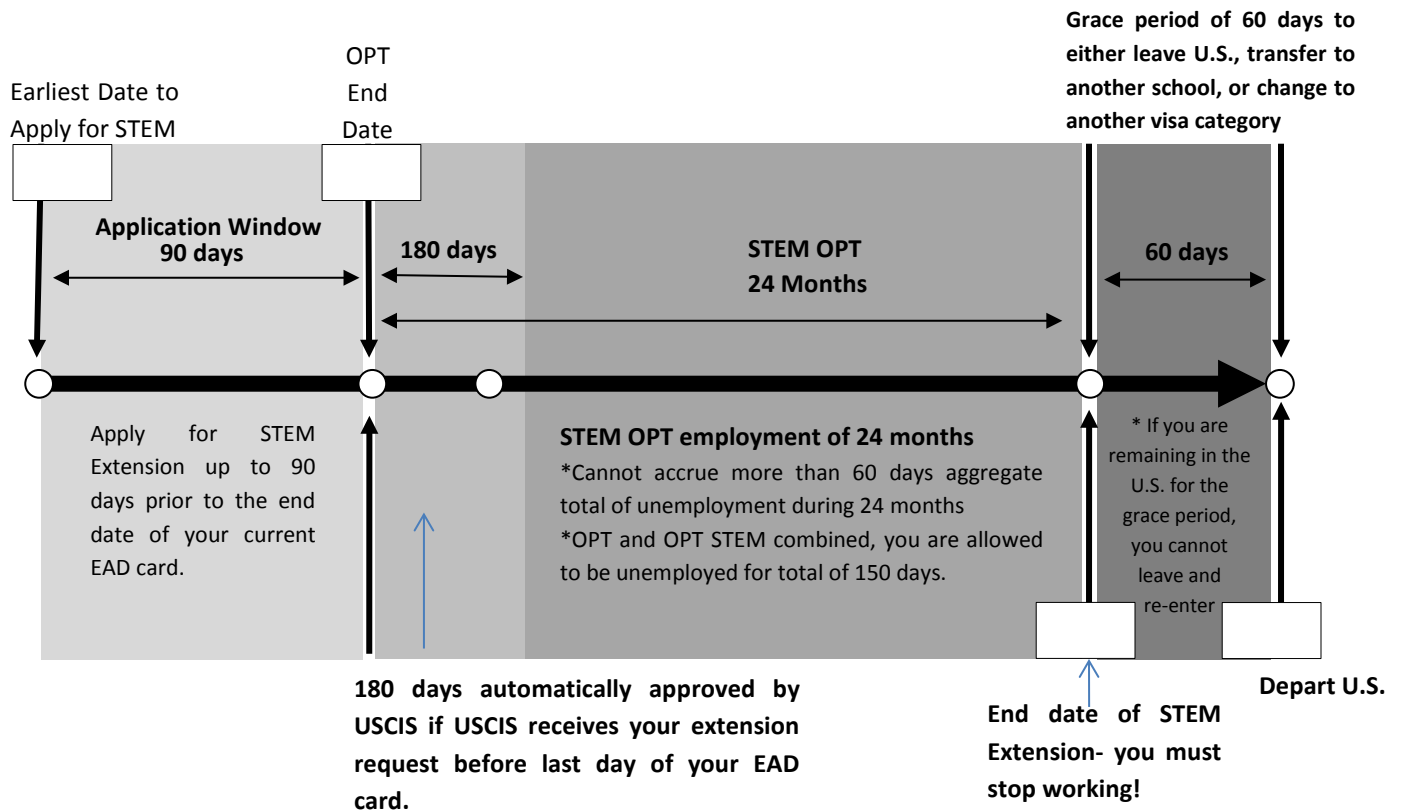 Grace period of 60 days to
either leave U.S., transfer to
another school, or change to
another visa category
OPT
End
Date
Earliest Date to
Apply for STEM
Application Window
90 days
180 days
STEM OPT
24 Months
60 days
Apply for STEM
Extension up to 90
days prior to the end
date of your current
EAD card.
STEM OPT employment of 24 months
*Cannot accrue more than 60 days aggregate
total of unemployment during 24 months
*OPT and OPT STEM combined, you are allowed
to be unemployed for total of 150 days.
* If you are
remaining in the
U.S. for the
grace period,
you cannot
leave and
re-enter
180 days automatically approved by
USCIS if USCIS receives your extension
request before last day of your EAD
card.
End date of STEM
Extension- you must
stop working!
Depart U.S.